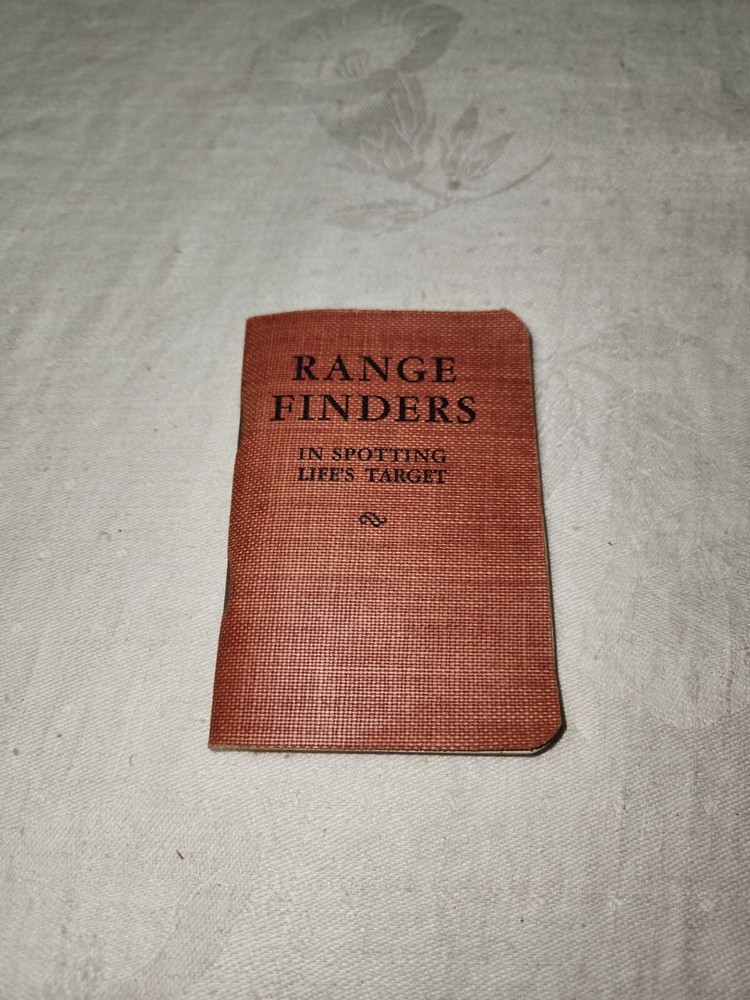 RANGE
FINDERS
IN SPOTTING
LIFE'S TARGET